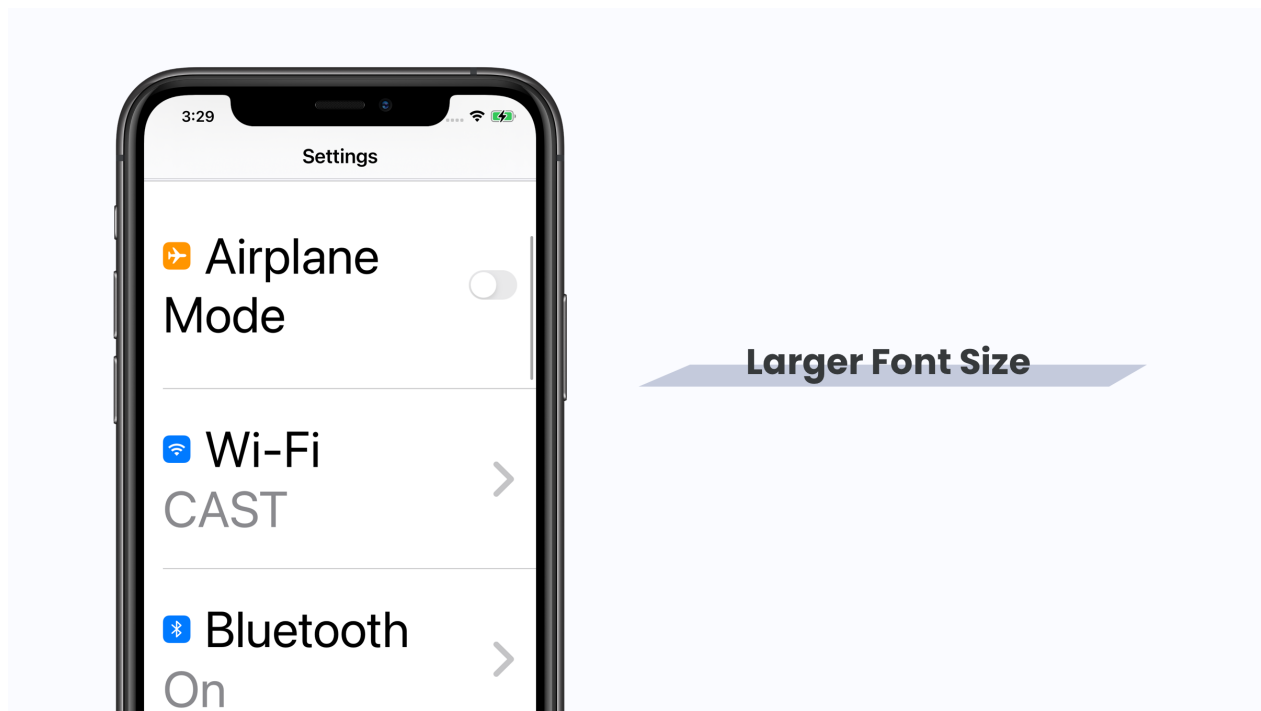 3:29
Settings
Airplane
Mode
Wi-Fi
CAST
Bluetooth
On
Larger Font Size